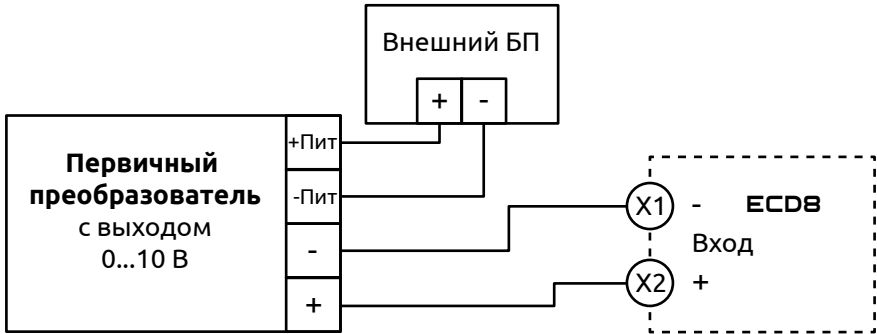 Внешний БП
+ -
Первичный
преобразователь
с выходом
0...10 В
+Пит
-Пит
-
+
X1 - ECD8
Вход
X2 +